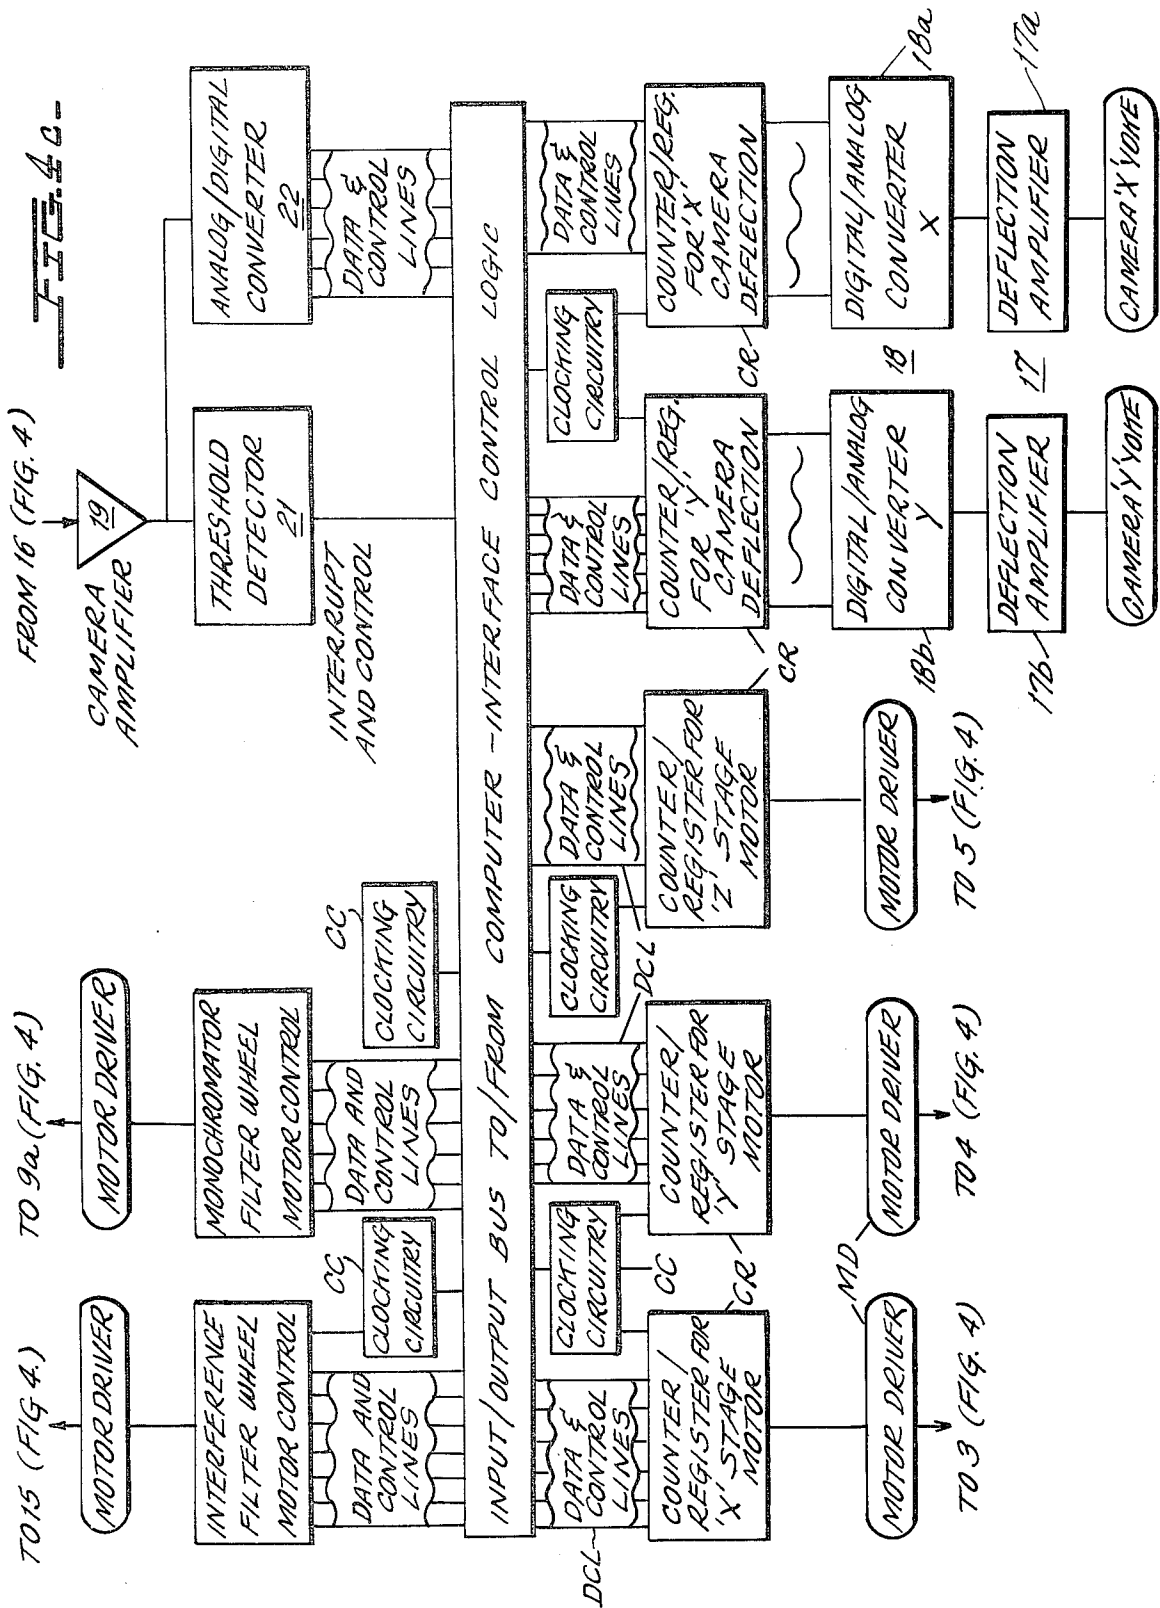 FIG. 4a.
TO 15 (FIG 4.)
TO 9a (FIG. 4)
FROM 16 (FIG. 4)
MOTOR DRIVER
MOTOR DRIVER
CAMERA
AMPLIFIER
19
INTERFERENCE
FILTER WHEEL
MOTOR CONTROL
MONOCHROMATOR
FILTER WHEEL
MOTOR CONTROL
THRESHOLD
DETECTOR
21
ANALOG/DIGITAL
CONVERTER
22
DATA AND
CONTROL
LINES
CC
CLOCKING
CIRCUITRY
DATA AND
CONTROL
LINES
CC
CLOCKING
CIRCUITRY
INTERRUPT
AND CONTROL
DATA &
CONTROL
LINES
INPUT/OUTPUT BUS TO/FROM COMPUTER - INTERFACE CONTROL LOGIC
DCL
DATA &
CONTROL
LINES
CLOCKING
CIRCUITRY
CC
DATA &
CONTROL
LINES
DCL
CLOCKING
CIRCUITRY
DATA &
CONTROL
LINES
DATA &
CONTROL
LINES
CLOCKING
CIRCUITRY
DATA &
CONTROL
LINES
COUNTER/
REGISTER FOR
'X' STAGE
MOTOR
CR
COUNTER/
REGISTER FOR
'Y' STAGE
MOTOR
COUNTER/
REGISTER FOR
'Z' STAGE
MOTOR
CR
COUNTER/REG.
FOR 'Y'
CAMERA
DEFLECTION
CR
COUNTER/REG.
FOR 'X'
CAMERA
DEFLECTION
MD
MOTOR DRIVER
MOTOR DRIVER
MOTOR DRIVER
18b
DIGITAL/ANALOG
CONVERTER
Y
18
DIGITAL/ANALOG
CONVERTER
X
18a
TO 3 (FIG. 4)
TO 4 (FIG. 4)
TO 5 (FIG. 4)
17b
DEFLECTION
AMPLIFIER
17
DEFLECTION
AMPLIFIER
17a
CAMERA 'Y' YOKE
CAMERA 'X' YOKE